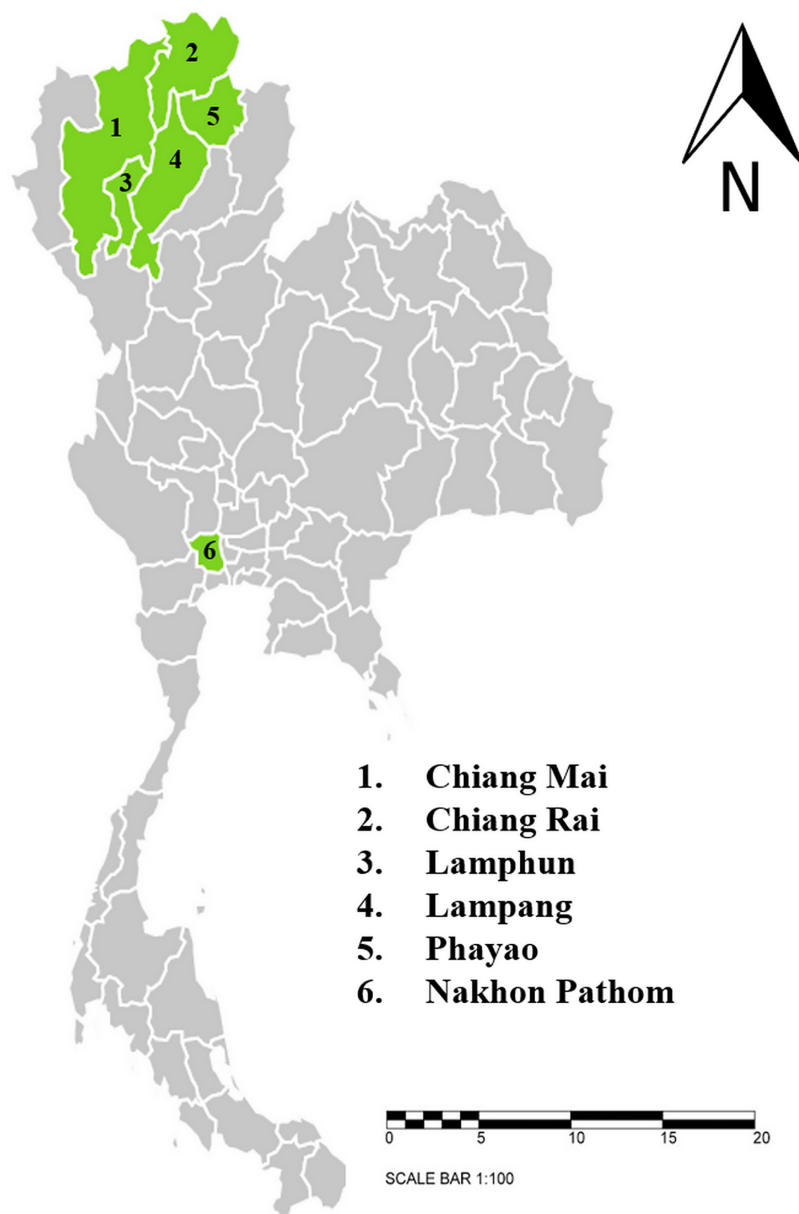 2
5
1
4
3
N
6
1. Chiang Mai
2. Chiang Rai
3. Lamphun
4. Lampang
5. Phayao
6. Nakhon Pathom
0 5 10 15 20
SCALE BAR 1:100